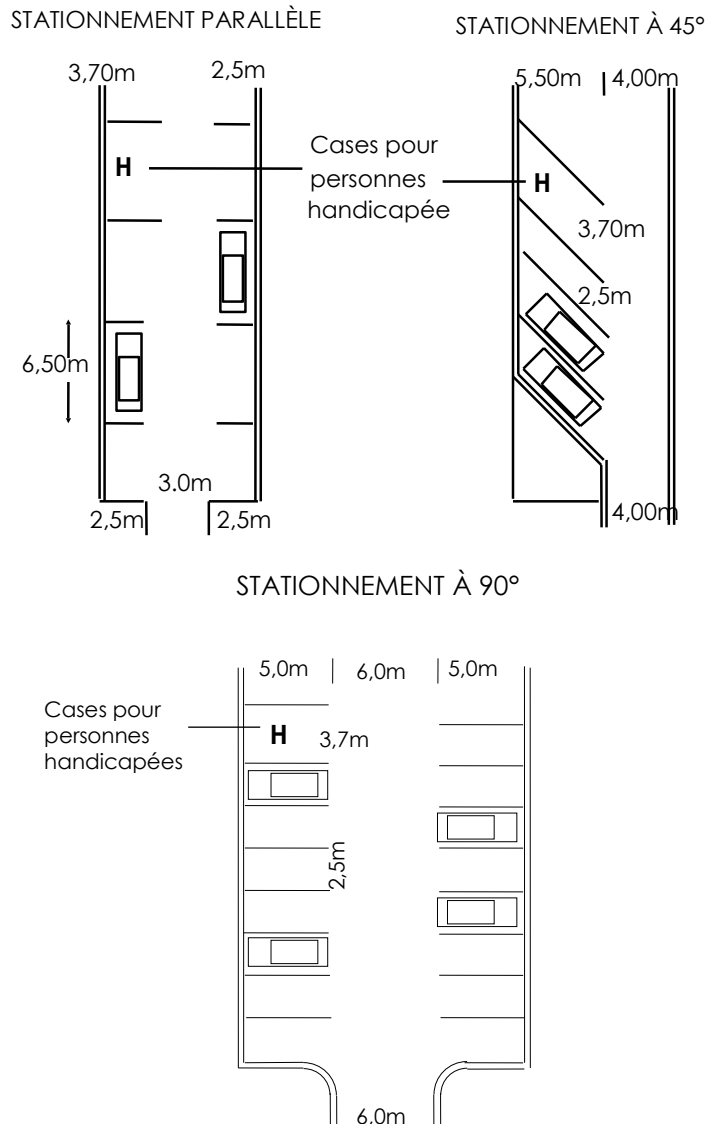 STATIONNEMENT PARALLÈLE
3,70m
2,5m
H
Cases pour
personnes
handicapée
6,50m
3.0m
2,5m
2,5m
STATIONNEMENT À 45°
5,50m
4,00m
H
3,70m
2,5m
4,00m
STATIONNEMENT À 90°
5,0m
6,0m
5,0m
Cases pour
personnes
handicapées
H
3,7m
2,5m
6,0m